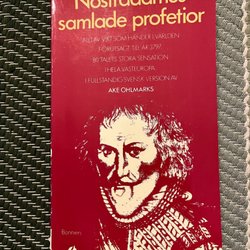 Nostradamus
samlade profetior
ALLT AV VIKT SOM HÄNDER I VÄRLDEN
FÖRUTSAGT TILL ÅR 3797.
80-TALETS STORA SENSATION
I HELA VÄSTEUROPA
I FULLSTÄNDIG SVENSK VERSION AV
ÅKE OHLMARKS
Bonniers